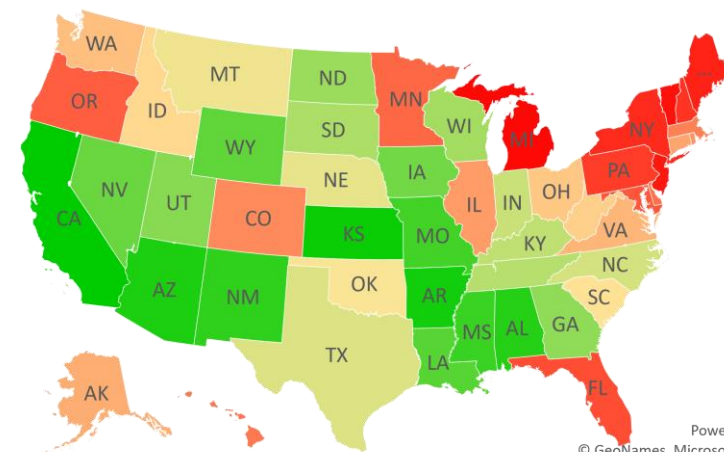 WA
MT
ND
MN
OR
ID
SD
WI
MI
NY
WY
IA
PA
NE
NV
UT
CO
IL
IN
OH
CA
KS
MO
KY
VA
NC
AZ
NM
OK
AR
SC
MS
AL
GA
TX
LA
AK
FL
Powe
© GeoNames, Microso